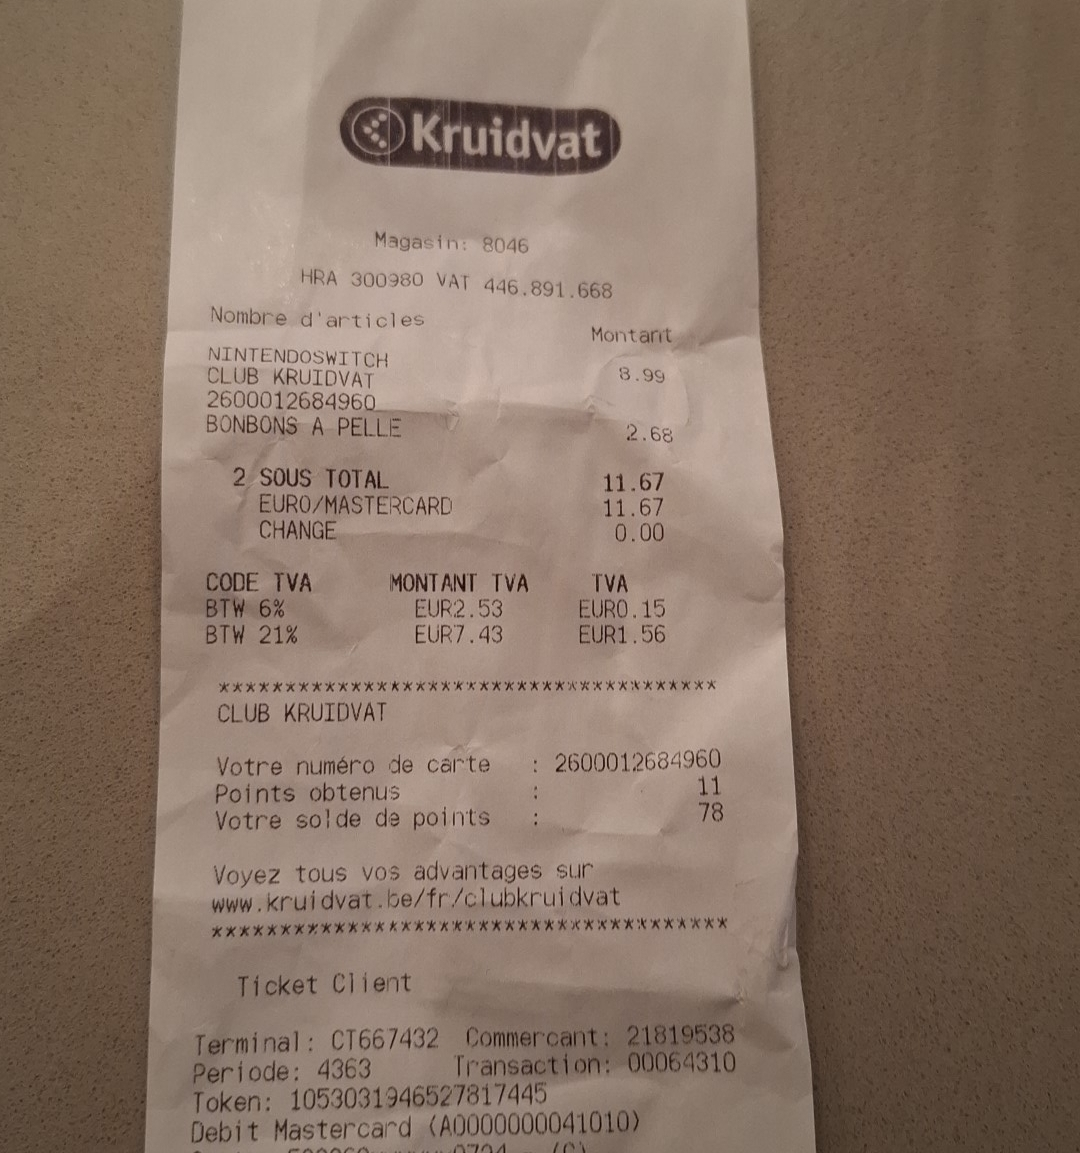 Kruidvat
Magasin: 8046
HRA 300980 VAT 446.891.668
Nombre d'articles Montant
NINTENDOSWITCH 8.99
CLUB KRUIDVAT
2600012684960
BONBONS A PELLE 2.68
2 SOUS TOTAL 11.67
EURO/MASTERCARD 11.67
CHANGE 0.00
CODE TVA MONTANT TVA TVA
BTW 6% EUR2.53 EUR0.15
BTW 21% EUR7.43 EUR1.56
**************************************
CLUB KRUIDVAT
Votre numéro de carte : 2600012684960
Points obtenus : 11
Votre solde de points : 78
Voyez tous vos advantages sur
www.kruidvat.be/fr/clubkruidvat
**************************************
Ticket Client
Terminal: CT667432 Commercant: 21819538
Periode: 4363 Transaction: 00064310
Token: 1053031946527817445
Debit Mastercard (A0000000041010)